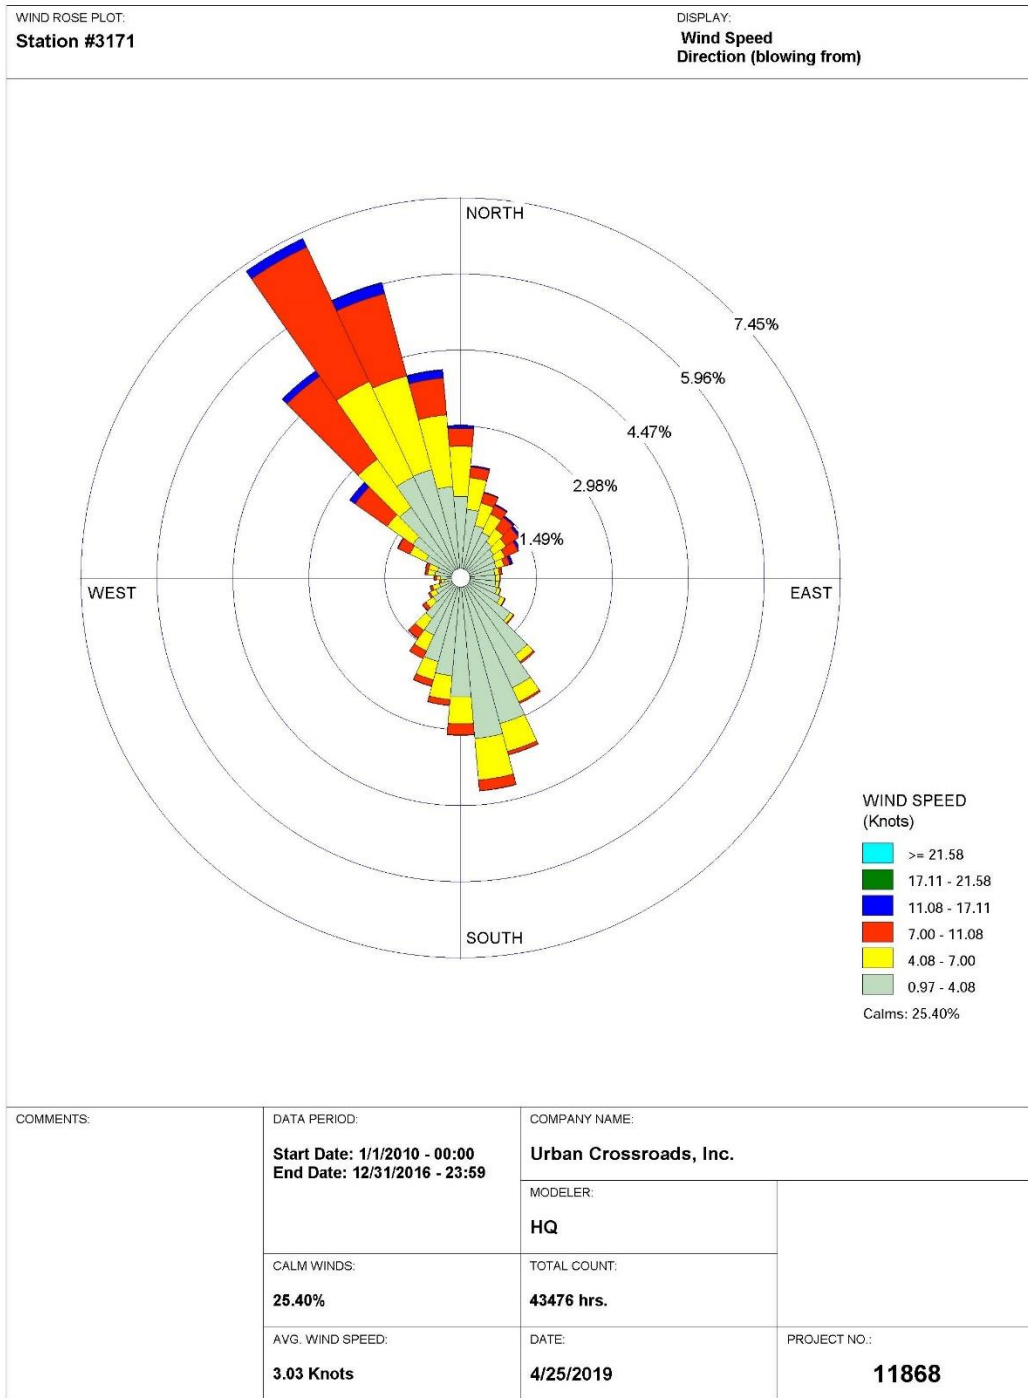 WIND ROSE PLOT:
Station #3171
DISPLAY:
Wind Speed
Direction (blowing from)
NORTH
7.45%
5.96%
4.47%
2.98%
1.49%
WEST
EAST
SOUTH
WIND SPEED
(Knots)
>= 21.58
17.11 - 21.58
11.08 - 17.11
7.00 - 11.08
4.08 - 7.00
0.97 - 4.08
Calms: 25.40%
COMMENTS:
DATA PERIOD:
Start Date: 1/1/2010 - 00:00
End Date: 12/31/2016 - 23:59
COMPANY NAME:
Urban Crossroads, Inc.
MODELER:
HQ
CALM WINDS:
25.40%
TOTAL COUNT:
43476 hrs.
AVG. WIND SPEED:
3.03 Knots
DATE:
4/25/2019
PROJECT NO.:
11868